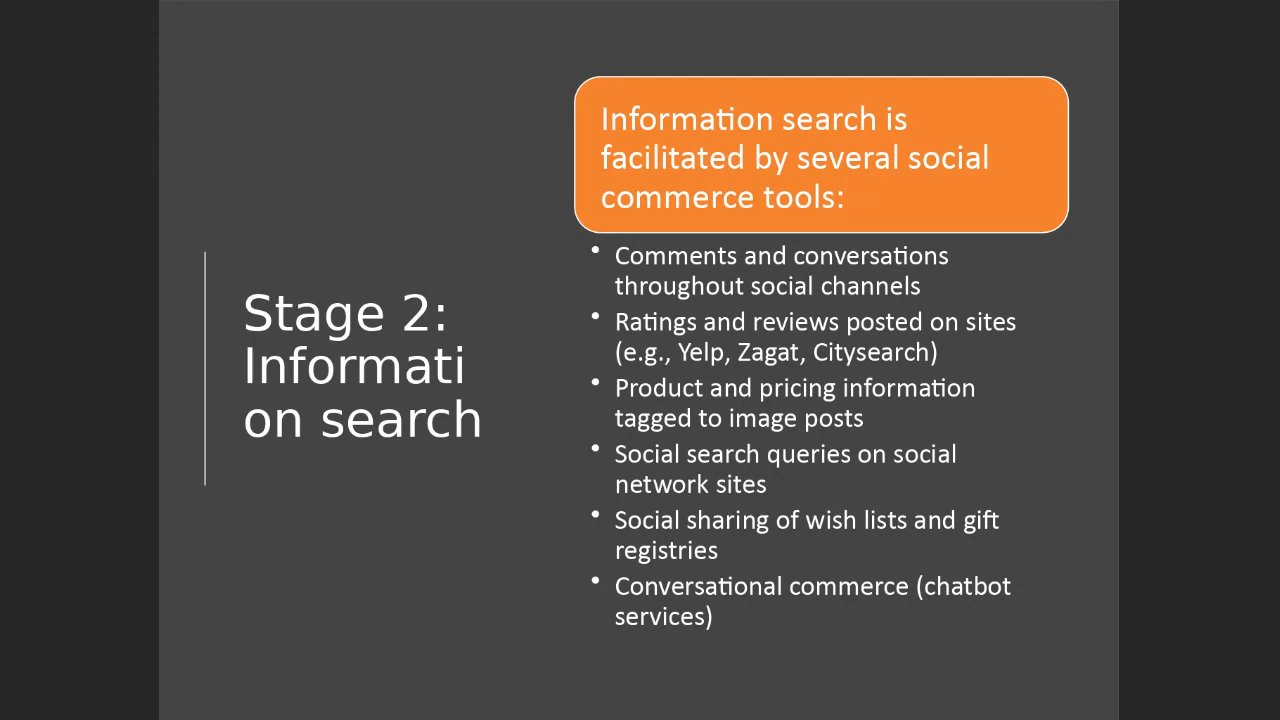 Stage 2:
Informati
on search
Information search is
facilitated by several social
commerce tools:
• Comments and conversations
throughout social channels
• Ratings and reviews posted on sites
(e.g., Yelp, Zagat, Citysearch)
• Product and pricing information
tagged to image posts
• Social search queries on social
network sites
• Social sharing of wish lists and gift
registries
• Conversational commerce (chatbot
services)